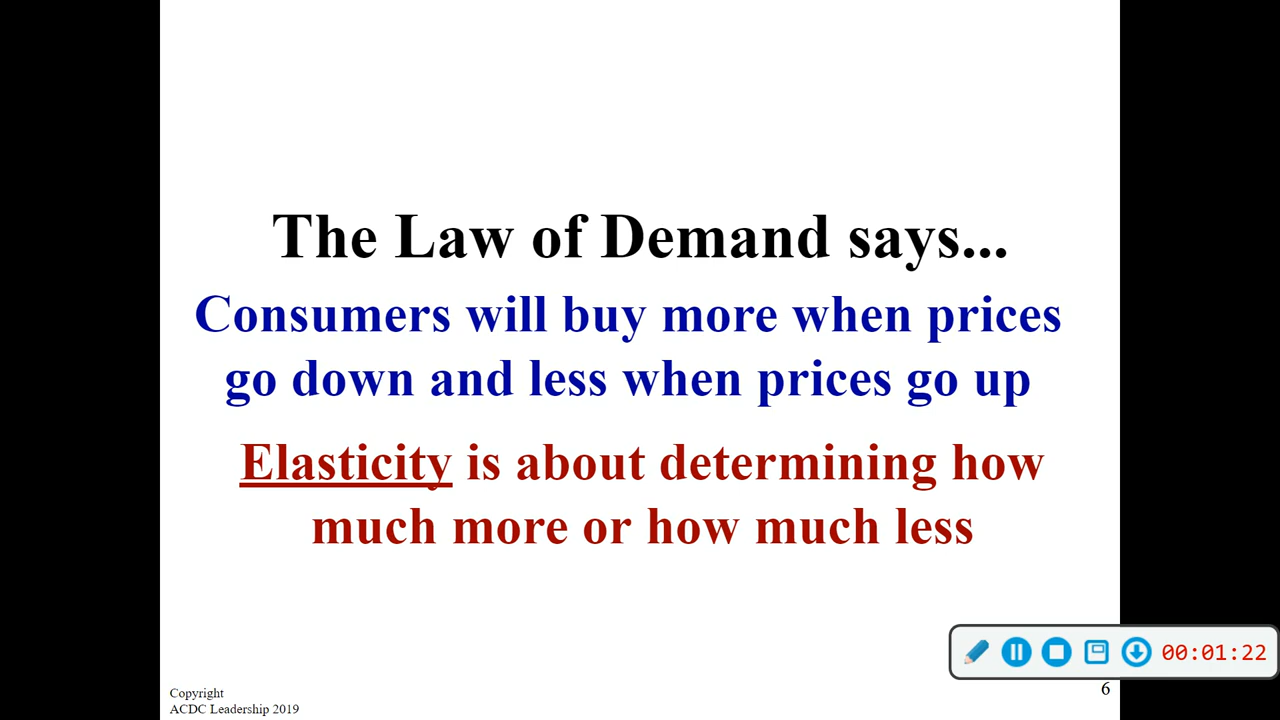 The Law of Demand says...
Consumers will buy more when prices
go down and less when prices go up
Elasticity is about determining how
much more or how much less
00:01:22
Copyright
ACDC Leadership 2019
6